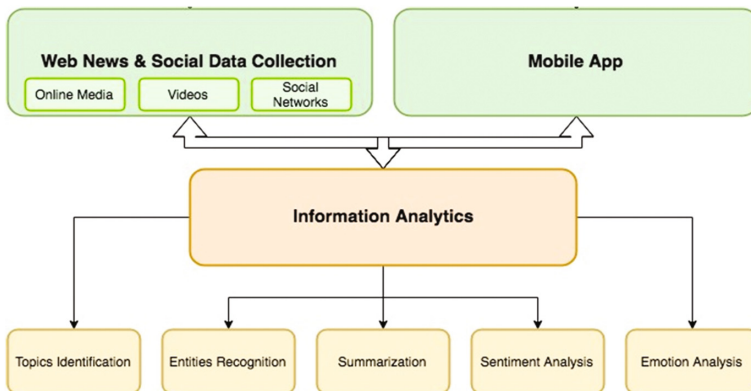 Web News & Social Data Collection
Mobile App
Online Media
Videos
Social
Networks
Information Analytics
Topics Identification
Entities Recognition
Summarization
Sentiment Analysis
Emotion Analysis